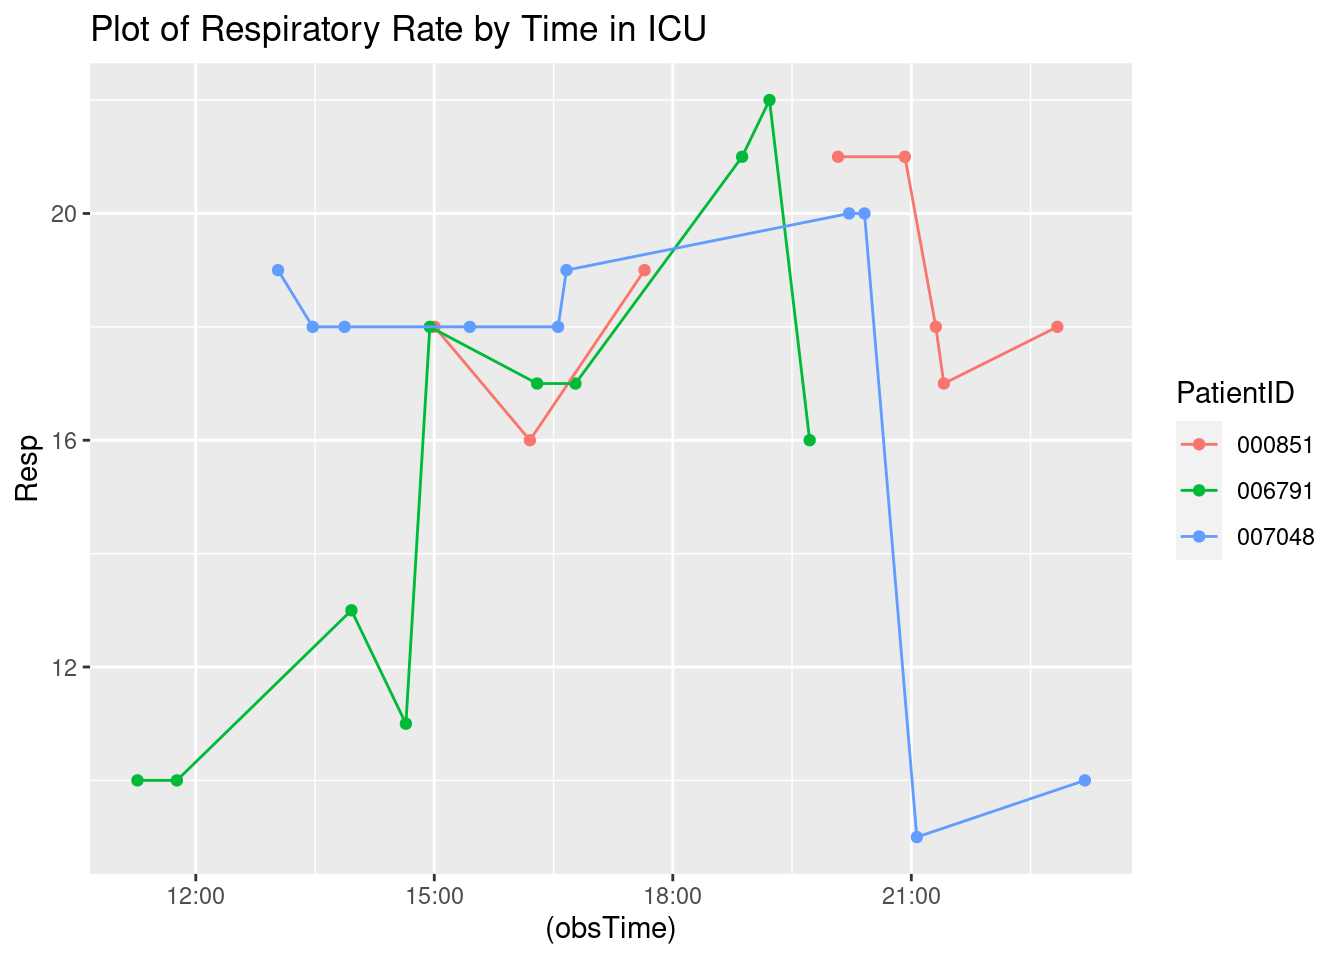 Plot of Respiratory Rate by Time in ICU
Resp
20
16
12
12:00 15:00 18:00 21:00
(obsTime)
PatientID
000851
006791
007048